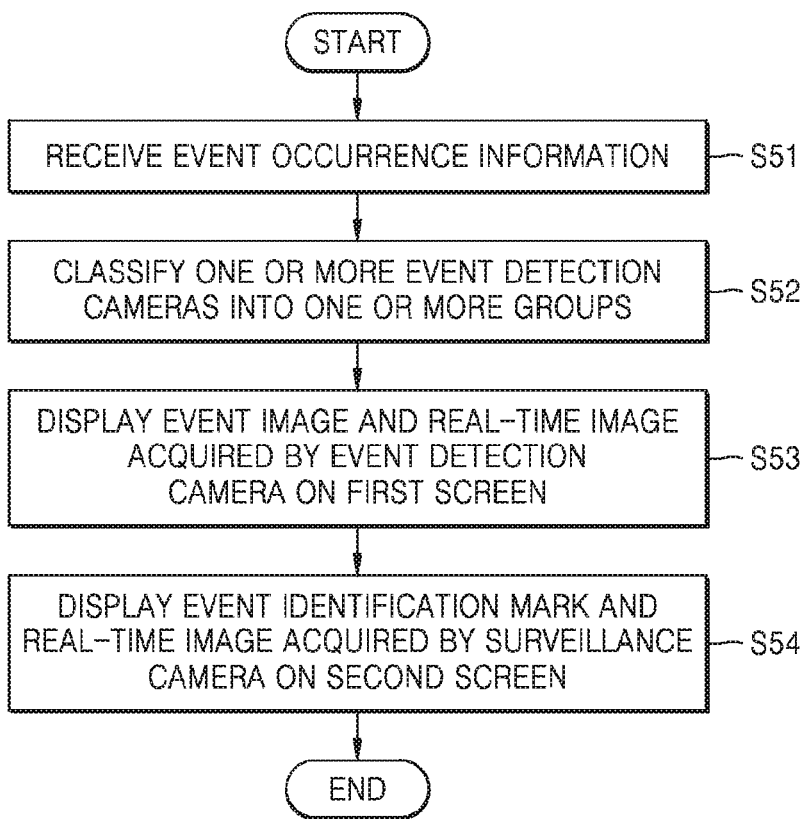 START
RECEIVE EVENT OCCURRENCE INFORMATION
S51
CLASSIFY ONE OR MORE EVENT DETECTION
CAMERAS INTO ONE OR MORE GROUPS
S52
DISPLAY EVENT IMAGE AND REAL-TIME IMAGE
ACQUIRED BY EVENT DETECTION
CAMERA ON FIRST SCREEN
S53
DISPLAY EVENT IDENTIFICATION MARK AND
REAL-TIME IMAGE ACQUIRED BY SURVEILLANCE
CAMERA ON SECOND SCREEN
S54
END